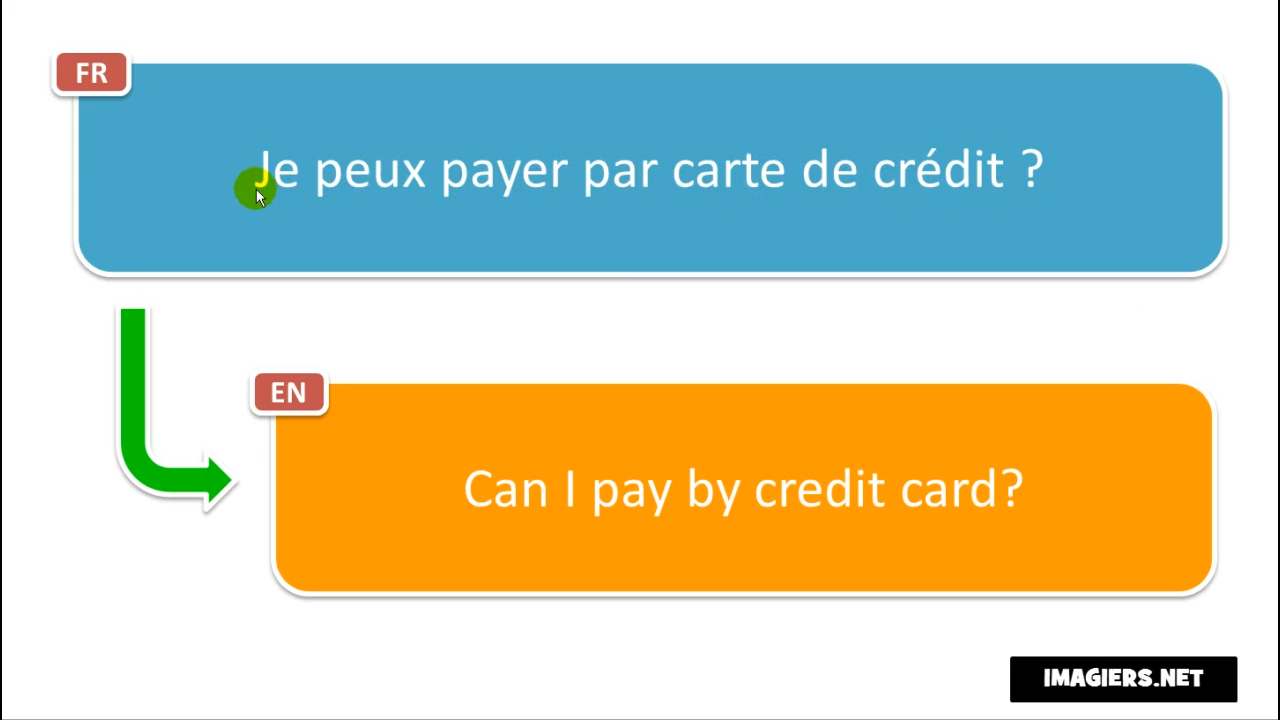 FR
Je peux payer par carte de crédit ?
EN
Can I pay by credit card?
IMAGIERS.NET